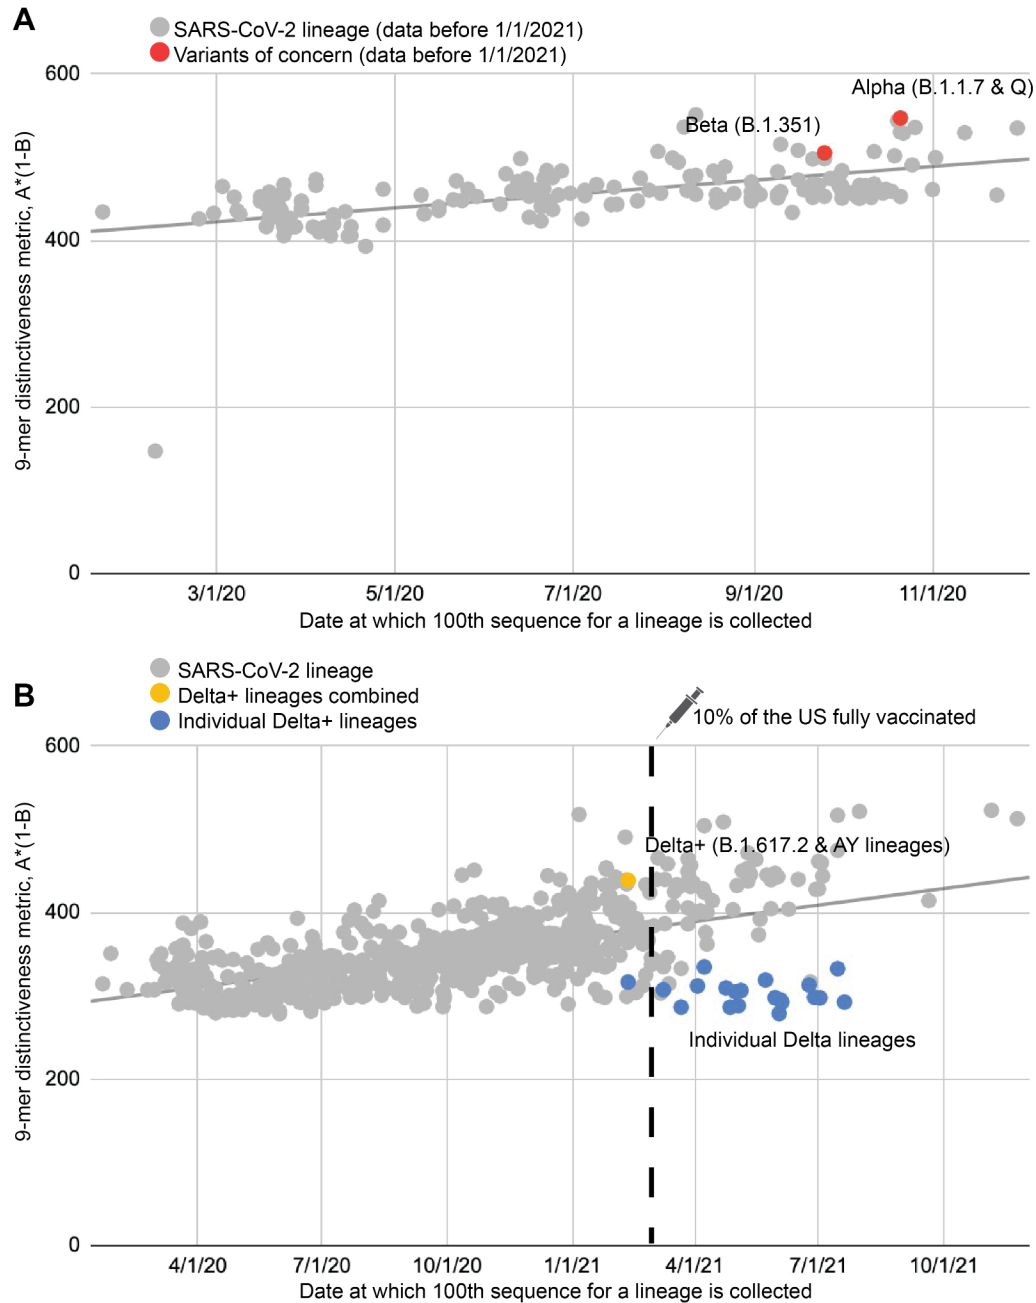 A
SARS-CoV-2 lineage (data before 1/1/2021)
Variants of concern (data before 1/1/2021)
600
Alpha (B.1.1.7 & Q)
Beta (B.1.351)
400
200
0
9-mer distinctiveness metric, A*(1-B)
3/1/20 5/1/20 7/1/20 9/1/20 11/1/20
Date at which 100th sequence for a lineage is collected
B
SARS-CoV-2 lineage
Delta+ lineages combined
Individual Delta+ lineages
10% of the US fully vaccinated
600
Delta+ (B.1.617.2 & AY lineages)
400
Individual Delta lineages
200
0
9-mer distinctiveness metric, A*(1-B)
4/1/20 7/1/20 10/1/20 1/1/21 4/1/21 7/1/21 10/1/21
Date at which 100th sequence for a lineage is collected